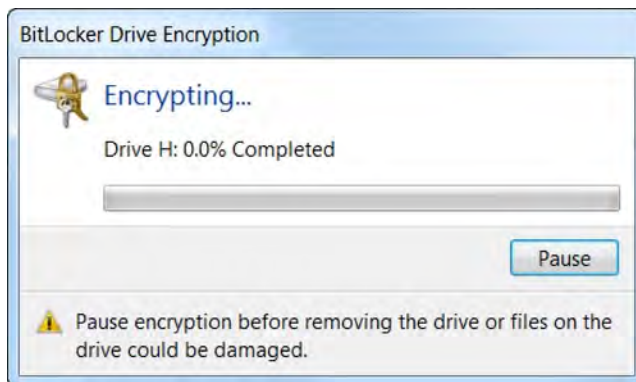 BitLocker Drive Encryption
Encrypting...
Drive H: 0.0% Completed
Pause
Pause encryption before removing the drive or files on the
drive could be damaged.